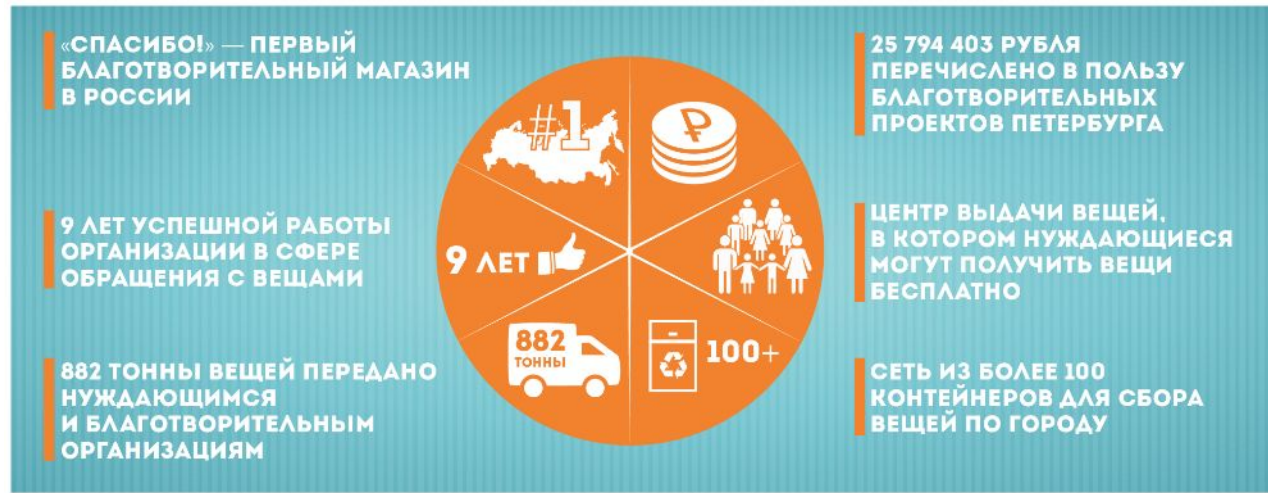 «СПАСИБО!» — ПЕРВЫЙ
БЛАГОТВОРИТЕЛЬНЫЙ МАГАЗИН
В РОССИИ
9 ЛЕТ УСПЕШНОЙ РАБОТЫ
ОРГАНИЗАЦИИ В СФЕРЕ
ОБРАЩЕНИЯ С ВЕЩАМИ
882 ТОННЫ ВЕЩЕЙ ПЕРЕДАНО
НУЖДАЮЩИМСЯ
И БЛАГОТВОРИТЕЛЬНЫМ
ОРГАНИЗАЦИЯМ
#1
₽
9 ЛЕТ
882
ТОННЫ
100+
25 794 403 РУБЛЯ
ПЕРЕЧИСЛЕНО В ПОЛЬЗУ
БЛАГОТВОРИТЕЛЬНЫХ
ПРОЕКТОВ ПЕТЕРБУРГА
ЦЕНТР ВЫДАЧИ ВЕЩЕЙ,
В КОТОРОМ НУЖДАЮЩИЕСЯ
МОГУТ ПОЛУЧИТЬ ВЕЩИ
БЕСПЛАТНО
СЕТЬ ИЗ БОЛЕЕ 100
КОНТЕЙНЕРОВ ДЛЯ СБОРА
ВЕЩЕЙ ПО ГОРОДУ